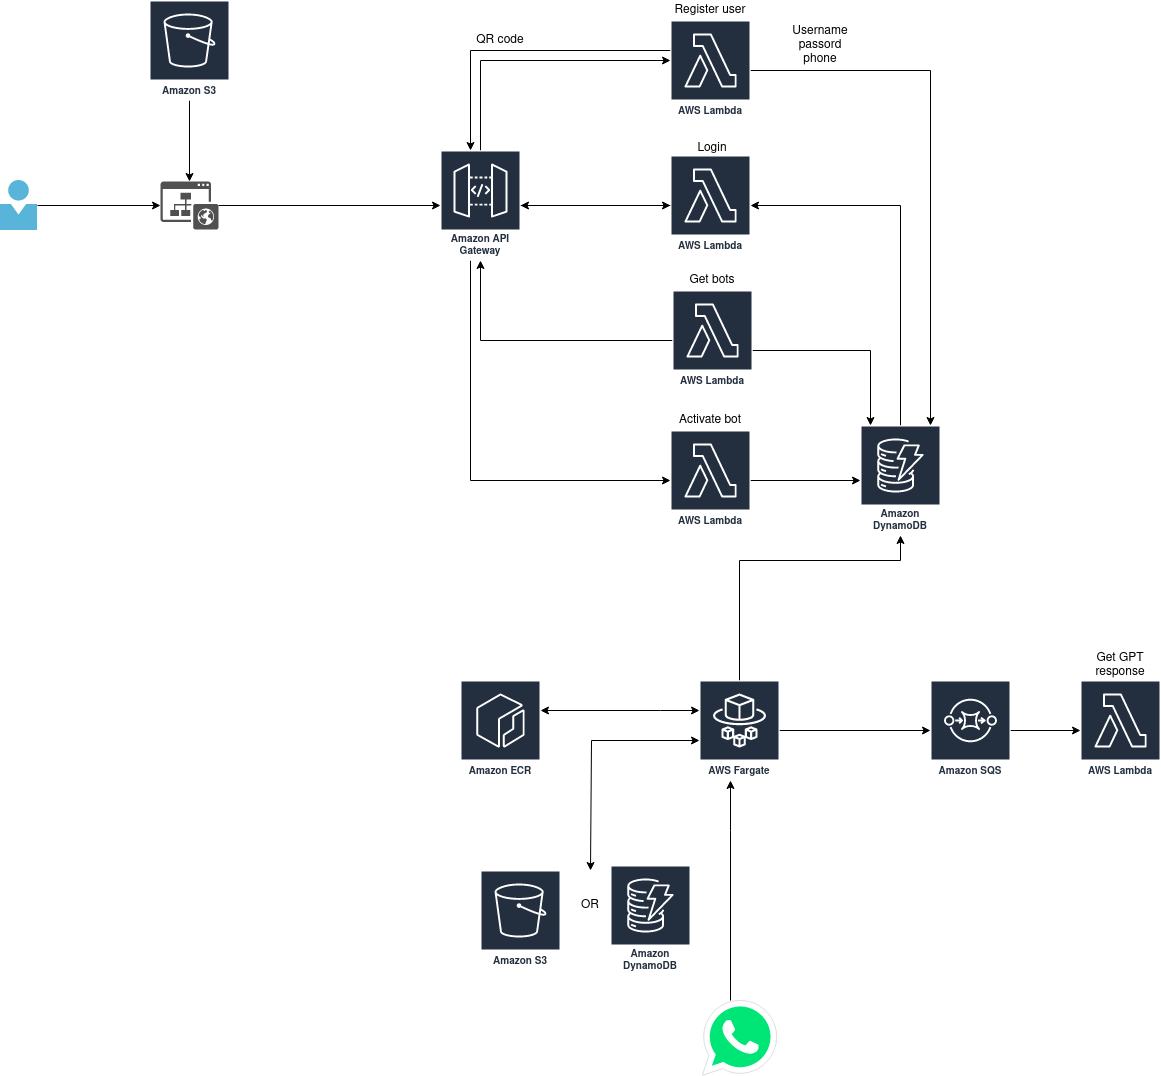 Register user
QR code
Username
passord
phone
Amazon S3
AWS Lambda
Login
Amazon API
Gateway
AWS Lambda
Get bots
AWS Lambda
Activate bot
AWS Lambda
Amazon
DynamoDB
Get GPT
response
Amazon ECR
AWS Fargate
Amazon SQS
AWS Lambda
OR
Amazon S3
Amazon
DynamoDB